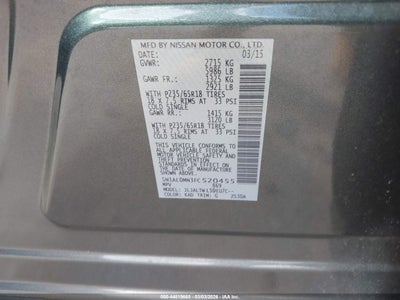 MFD BY NISSAN MOTOR CO., LTD.
DATE: 03/15
GVWR: 2715 KG
5986 LB
GAWR FR.: 1325 KG
2921 LB
WITH P235/65R18 TIRES
18 X 7.5 RIMS AT 33 PSI
COLD SINGLE
GAWR RR.: 1415 KG
3120 LB
WITH P235/65R18 TIRES
18 X 7.5 RIMS AT 33 PSI
COLD SINGLE
THIS VEHICLE CONFORMS TO
ALL APPLICABLE FEDERAL
MOTOR VEHICLE SAFETY
STANDARDS IN EFFECT ON THE
DATE OF MANUFACTURE SHOWN
ABOVE.
5N1AL0MN1FC520455
MPV 869
MODEL:
COLOR: KAD TRIM: G 2530A